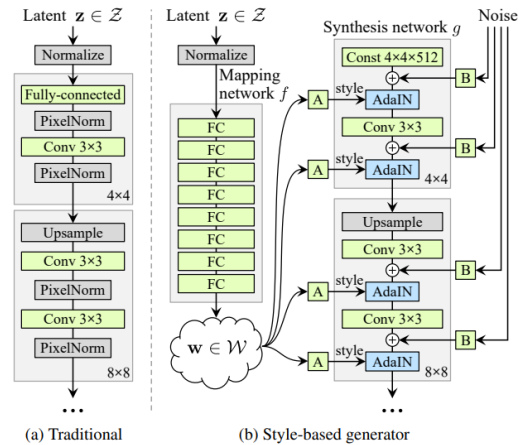 Latent z ∈ Z
Normalize
Fully-connected
PixelNorm
Conv 3×3
PixelNorm
4×4
Upsample
Conv 3×3
PixelNorm
Conv 3×3
PixelNorm
8×8
...
(a) Traditional
Latent z ∈ Z
Normalize
Mapping
network f
FC
FC
FC
FC
FC
FC
FC
FC
w ∈ W
A
style
A
style
A
style
A
style
Synthesis network g
Noise
Const 4×4×512
B
AdaIN
Conv 3×3
B
AdaIN
4×4
Upsample
Conv 3×3
B
AdaIN
Conv 3×3
B
AdaIN
8×8
...
(b) Style-based generator